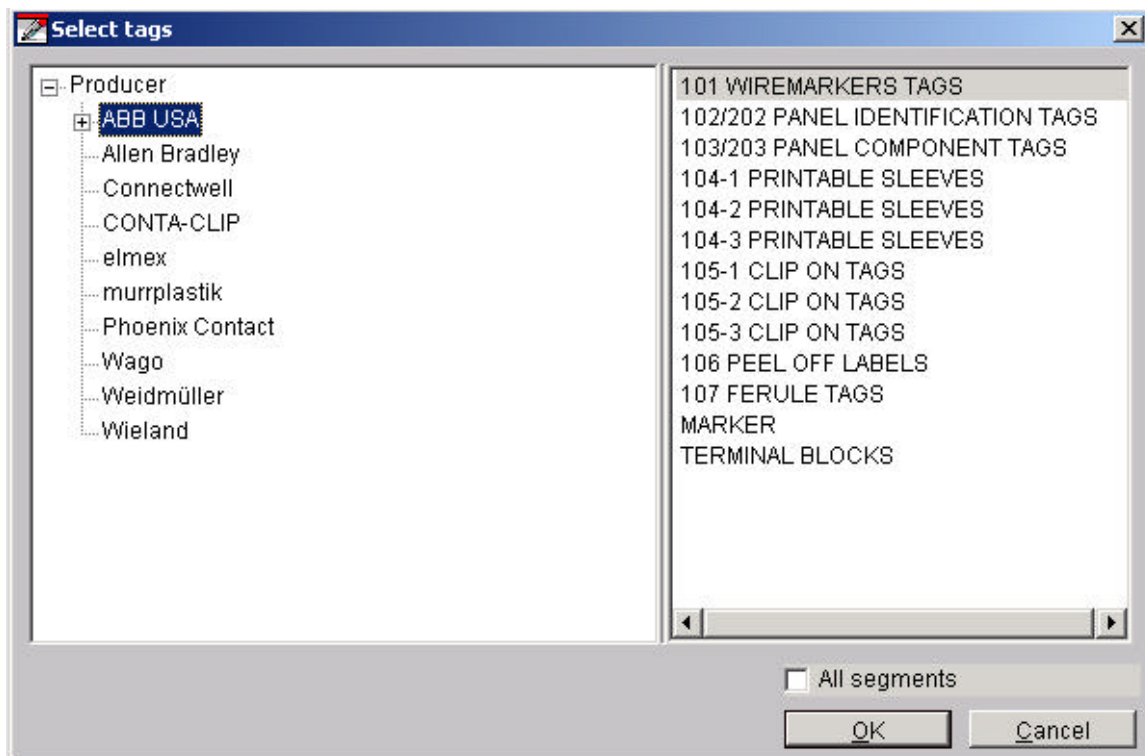 Select tags
Producer
ABB USA
Allen Bradley
Connectwell
CONTA-CLIP
elmex
murrplastik
Phoenix Contact
Wago
Weidmüller
Wieland
101 WIREMARKERS TAGS
102/202 PANEL IDENTIFICATION TAGS
103/203 PANEL COMPONENT TAGS
104-1 PRINTABLE SLEEVES
104-2 PRINTABLE SLEEVES
104-3 PRINTABLE SLEEVES
105-1 CLIP ON TAGS
105-2 CLIP ON TAGS
105-3 CLIP ON TAGS
106 PEEL OFF LABELS
107 FERULE TAGS
MARKER
TERMINAL BLOCKS
All segments
OK
Cancel